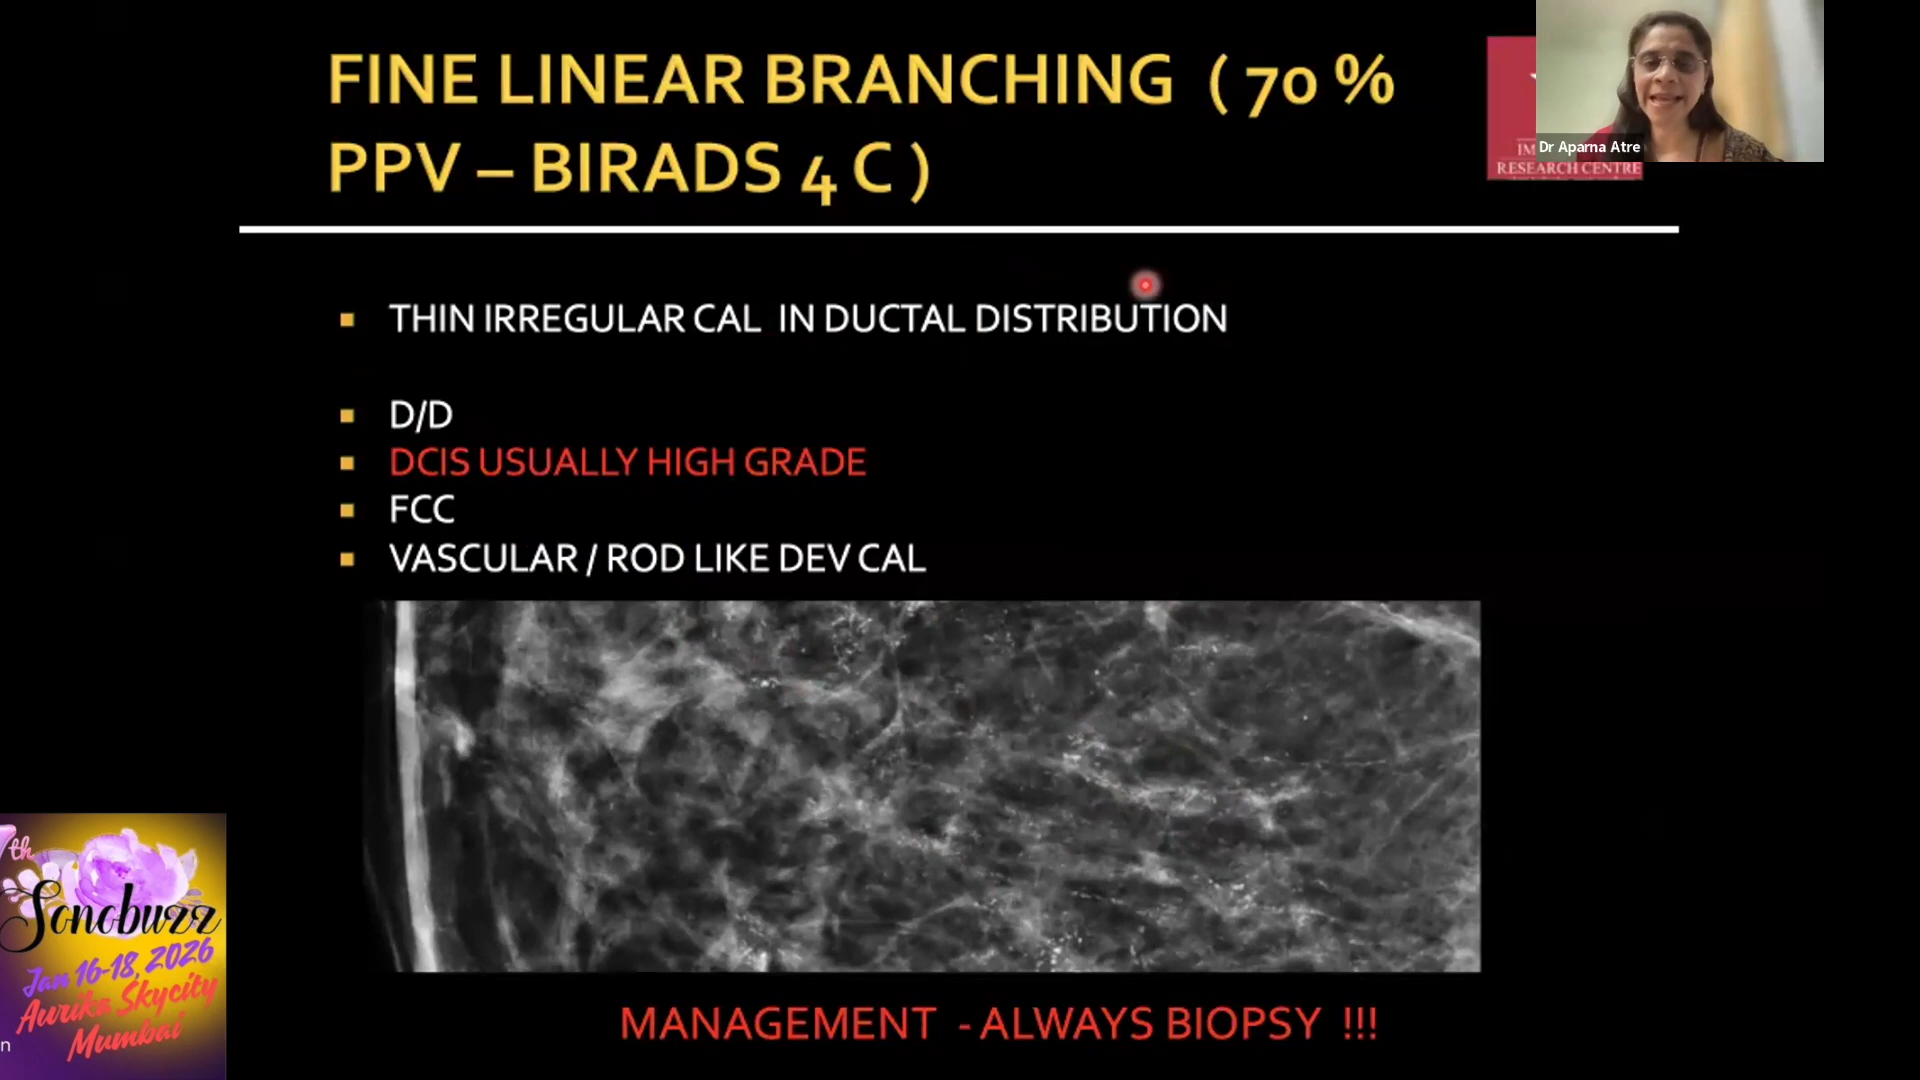 FINE LINEAR BRANCHING ( 70 %
PPV – BIRADS 4 C )
IM
RESEARCH CENTRE
Dr Aparna Atre
▪ THIN IRREGULAR CAL IN DUCTAL DISTRIBUTION
▪ D/D
▪ DCIS USUALLY HIGH GRADE
▪ FCC
▪ VASCULAR / ROD LIKE DEV CAL
MANAGEMENT - ALWAYS BIOPSY !!!
th
Sonobuzz
Jan 16-18, 2026
Aurika Skycity
Mumbai
n